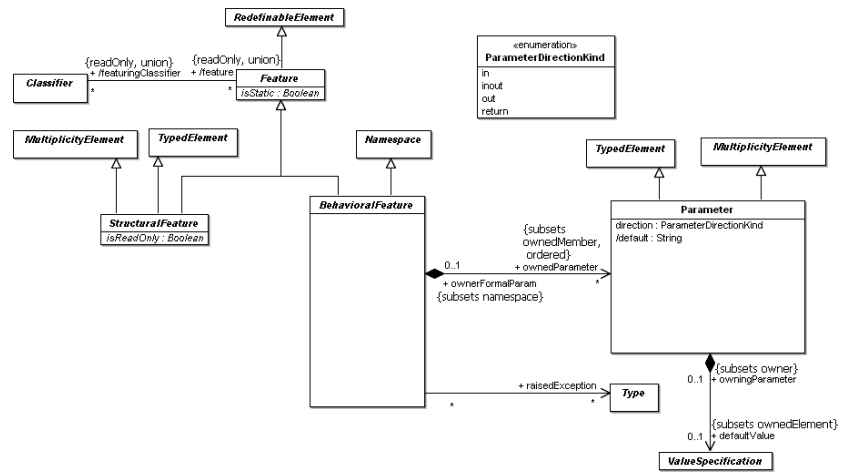 RedefinableElement
{readOnly, union}
{readOnly, union}
+ /featuringClassifier
+ /feature
Classifier
*
*
Feature
isStatic : Boolean
«enumeration»
ParameterDirectionKind
in
inout
out
return
MultiplicityElement
TypedElement
Namespace
TypedElement
MultiplicityElement
StructuralFeature
isReadOnly : Boolean
BehavioralFeature
Parameter
direction : ParameterDirectionKind
/default : String
{subsets
ownedMember,
ordered}
0..1
+ ownedParameter
+ ownerFormalParam
*
{subsets namespace}
{subsets owner}
0..1
+ owningParameter
+ raisedException
*
*
Type
{subsets ownedElement}
0..1
+ defaultValue
ValueSpecification